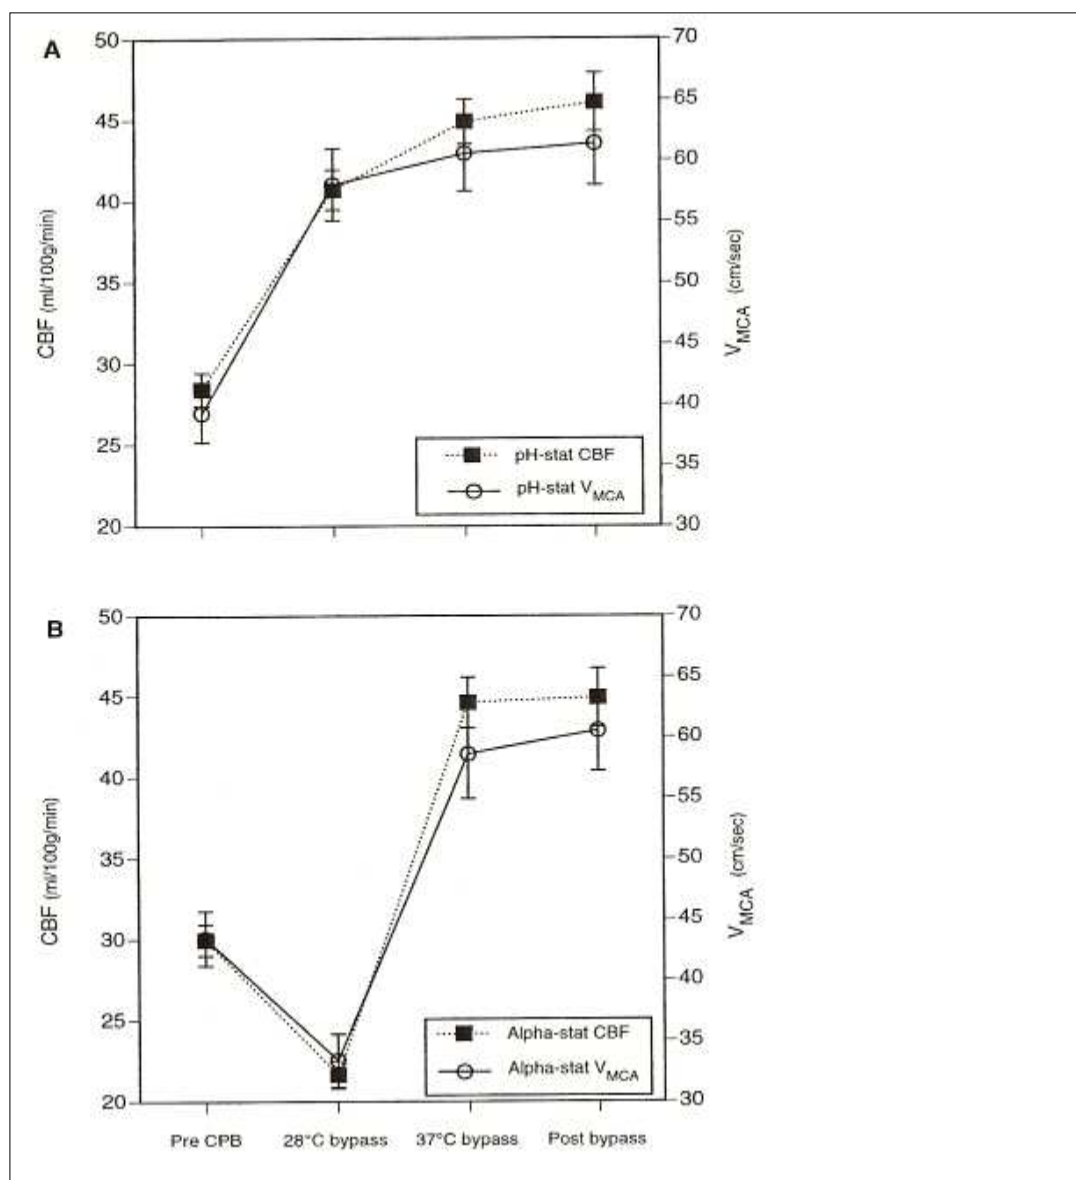 A
50
45
40
35
30
25
20
CBF (ml/100g/min)
70
65
60
55
50
45
40
35
30
VMCA (cm/sec)
pH-stat CBF
pH-stat VMCA
B
50
45
40
35
30
25
20
CBF (ml/100g/min)
70
65
60
55
50
45
40
35
30
VMCA (cm/sec)
Alpha-stat CBF
Alpha-stat VMCA
Pre CPB 28°C bypass 37°C bypass Post bypass